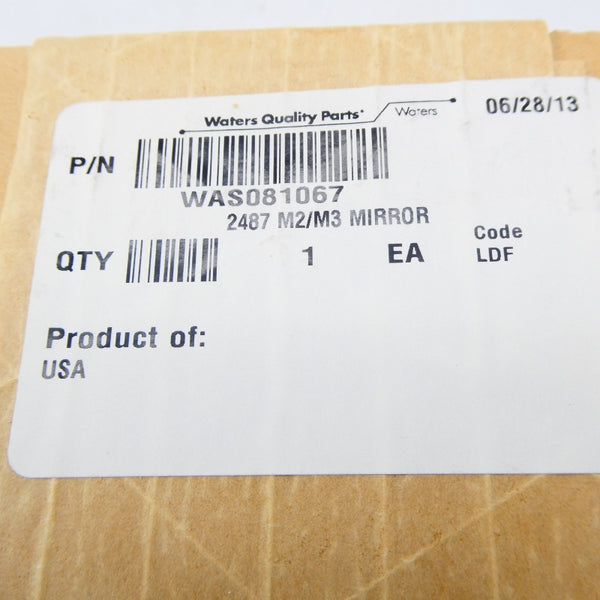 Waters Quality Parts• Waters 06/28/13
P/N
WAS081067
2487 M2/M3 MIRROR
Code
QTY 1 EA LDF
Product of:
USA